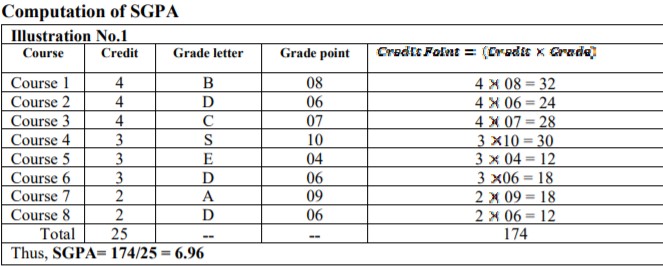 Computation of SGPA
Illustration No.1
Course Credit Grade letter Grade point Credit Point = (Credit × Grade)
Course 1 4 B 08 4 × 08 = 32
Course 2 4 D 06 4 × 06 = 24
Course 3 4 C 07 4 × 07 = 28
Course 4 3 S 10 3 ×10 = 30
Course 5 3 E 04 3 × 04 = 12
Course 6 3 D 06 3 ×06 = 18
Course 7 2 A 09 2 × 09 = 18
Course 8 2 D 06 2 × 06 = 12
Total 25 -- -- 174
Thus, SGPA= 174/25 = 6.96